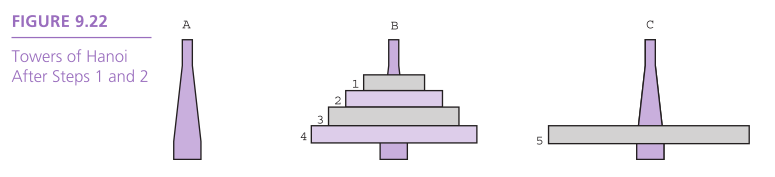 FIGURE 9.22
Towers of Hanoi
After Steps 1 and 2
A
B
C
1
2
3
4
5